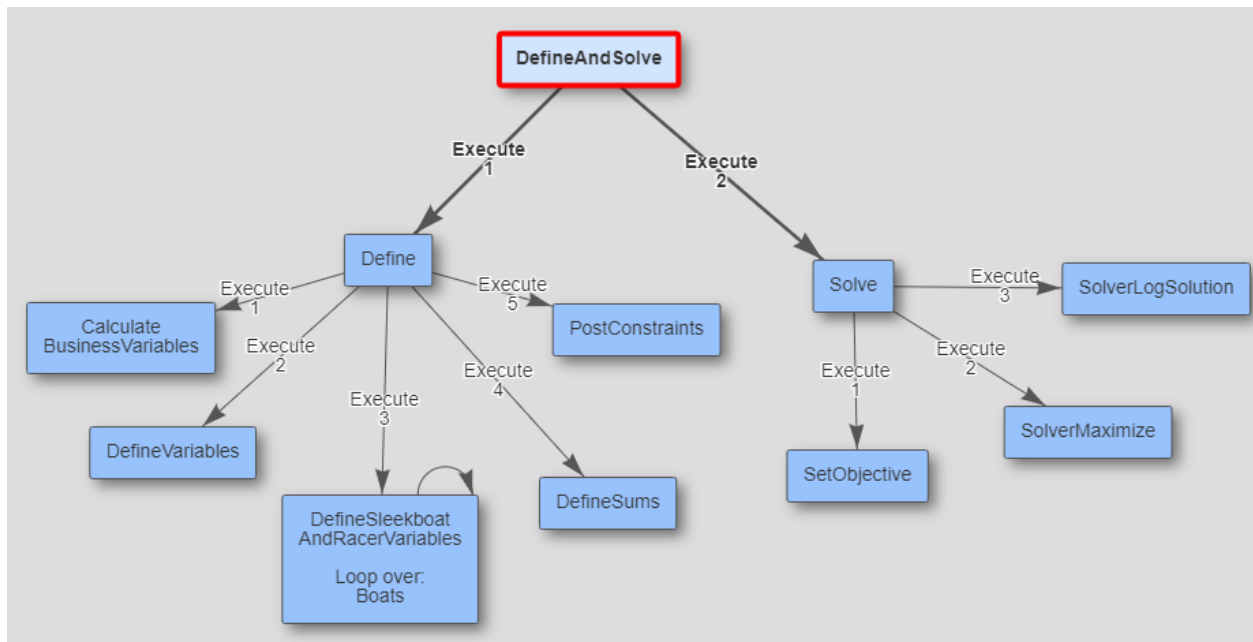 DefineAndSolve
Execute
1
Execute
2
Define
Solve
Execute
1
Execute
2
Execute
3
Execute
4
Execute
5
Calculate
BusinessVariables
DefineVariables
DefineSleekboat
AndRacerVariables
Loop over:
Boats
DefineSums
PostConstraints
Execute
1
Execute
2
Execute
3
SetObjective
SolverMaximize
SolverLogSolution